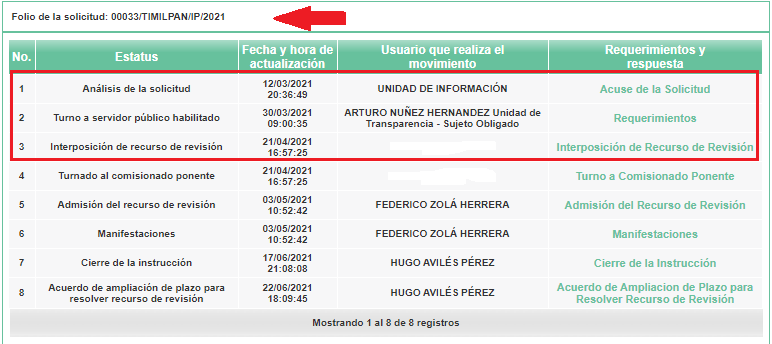 Folio de la solicitud: 00033/TIMILPAN/IP/2021
No. Estatus Fecha y hora de actualización Usuario que realiza el movimiento Requerimientos y respuesta
1 Análisis de la solicitud 12/03/2021 20:36:49 UNIDAD DE INFORMACIÓN Acuse de la Solicitud
2 Turno a servidor público habilitado 30/03/2021 09:00:35 ARTURO NUÑEZ HERNANDEZ Unidad de Transparencia - Sujeto Obligado Requerimientos
3 Interposición de recurso de revisión 21/04/2021 16:57:25 Interposición de Recurso de Revisión
4 Turnado al comisionado ponente 21/04/2021 16:57:25 Turno a Comisionado Ponente
5 Admisión del recurso de revisión 03/05/2021 10:52:42 FEDERICO ZOLÁ HERRERA Admisión del Recurso de Revisión
6 Manifestaciones 03/05/2021 10:52:42 FEDERICO ZOLÁ HERRERA Manifestaciones
7 Cierre de la instrucción 17/06/2021 21:08:08 HUGO AVILÉS PÉREZ Cierre de la Instrucción
8 Acuerdo de ampliación de plazo para resolver recurso de revisión 22/06/2021 18:09:45 HUGO AVILÉS PÉREZ Acuerdo de Ampliacion de Plazo para Resolver Recurso de Revisión
Mostrando 1 al 8 de 8 registros